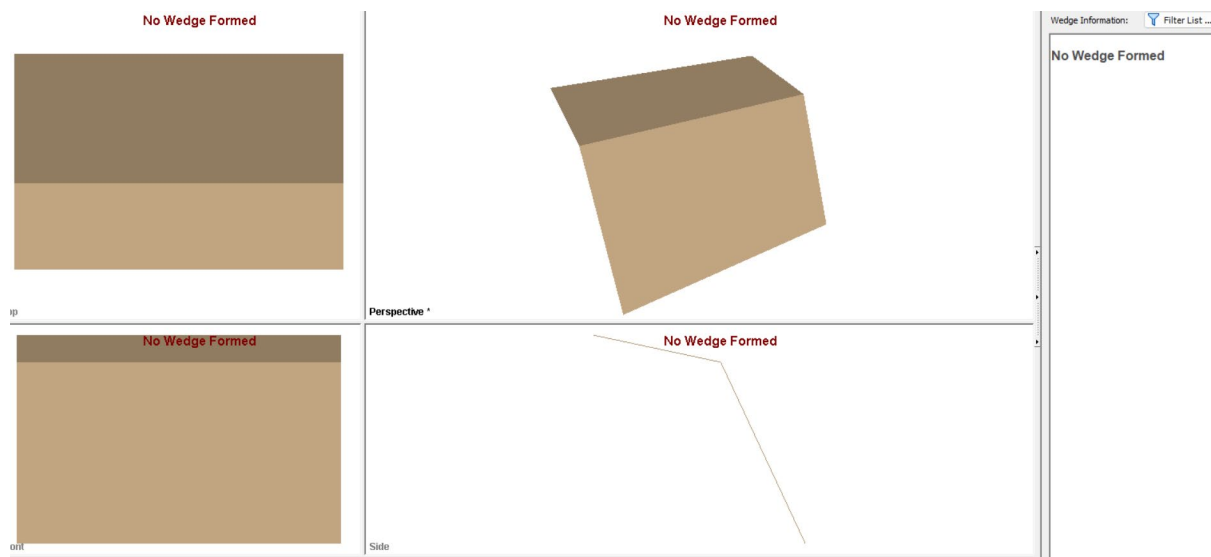 No Wedge Formed
No Wedge Formed
Wedge Information:
Filter List ...
No Wedge Formed
Perspective *
No Wedge Formed
No Wedge Formed
Side